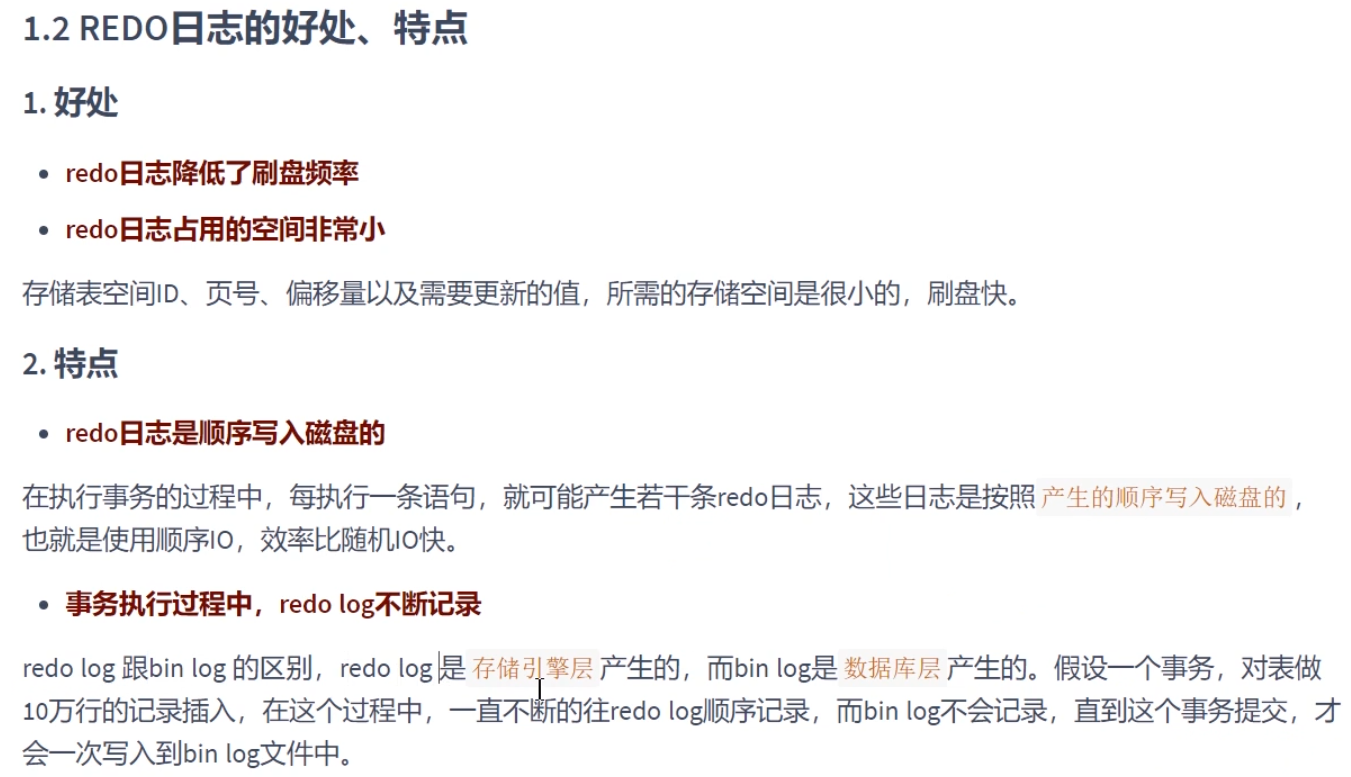 1.2 REDO日志的好处、特点
1. 好处
• redo日志降低了刷盘频率
• redo日志占用的空间非常小
存储表空间ID、页号、偏移量以及需要更新的值，所需的存储空间是很小的，刷盘快。
2. 特点
• redo日志是顺序写入磁盘的
在执行事务的过程中，每执行一条语句，就可能产生若干条redo日志，这些日志是按照 产生的顺序写入磁盘的 ，
也就是使用顺序IO，效率比随机IO快。
• 事务执行过程中，redo log不断记录
redo log 跟bin log 的区别，redo log 是 存储引擎层 产生的，而bin log是 数据库层 产生的。假设一个事务，对表做
10万行的记录插入，在这个过程中，一直不断的往redo log顺序记录，而bin log不会记录，直到这个事务提交，才
会一次写入到bin log文件中。